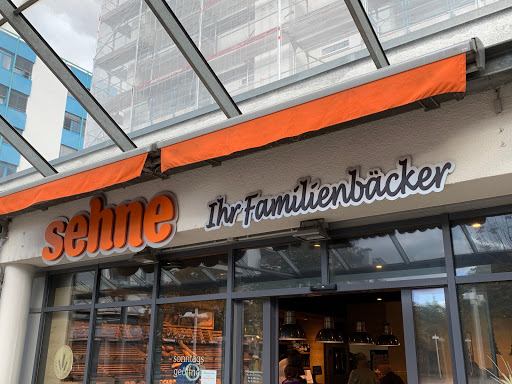 sehne Ihr Familienbäcker
sonntags
geöffnet